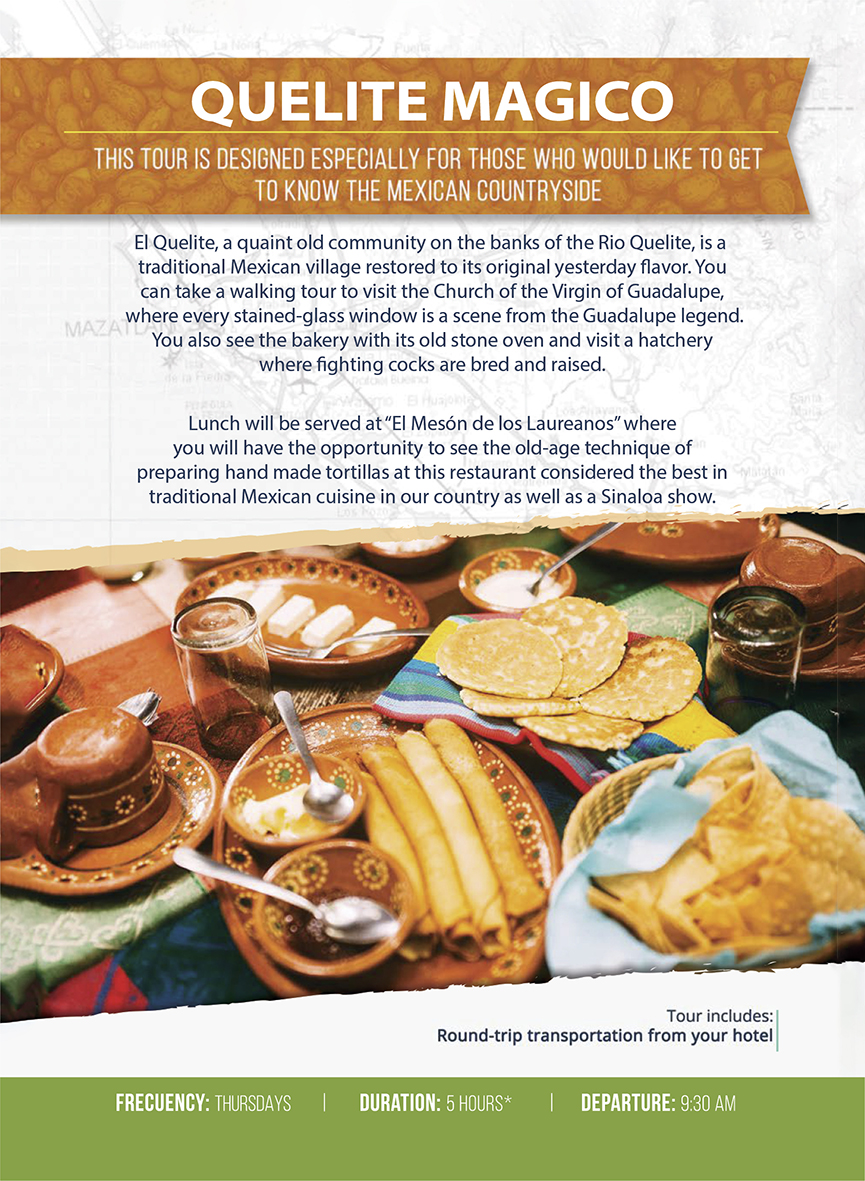 QUELITE MAGICO
THIS TOUR IS DESIGNED ESPECIALLY FOR THOSE WHO WOULD LIKE TO GET
TO KNOW THE MEXICAN COUNTRYSIDE
El Quelite, a quaint old community on the banks of the Rio Quelite, is a
traditional Mexican village restored to its original yesterday flavor. You
can take a walking tour to visit the Church of the Virgin of Guadalupe,
where every stained-glass window is a scene from the Guadalupe legend.
You also see the bakery with its old stone oven and visit a hatchery
where fighting cocks are bred and raised.
MAZATLAN
Lunch will be served at “El Mesón de los Laureanos” where
you will have the opportunity to see the old-age technique of
preparing hand made tortillas at this restaurant considered the best in
traditional Mexican cuisine in our country as well as a Sinaloa show.
Tour includes:
Round-trip transportation from your hotel
FRECUENCY: THURSDAYS | DURATION: 5 HOURS* | DEPARTURE: 9:30 AM